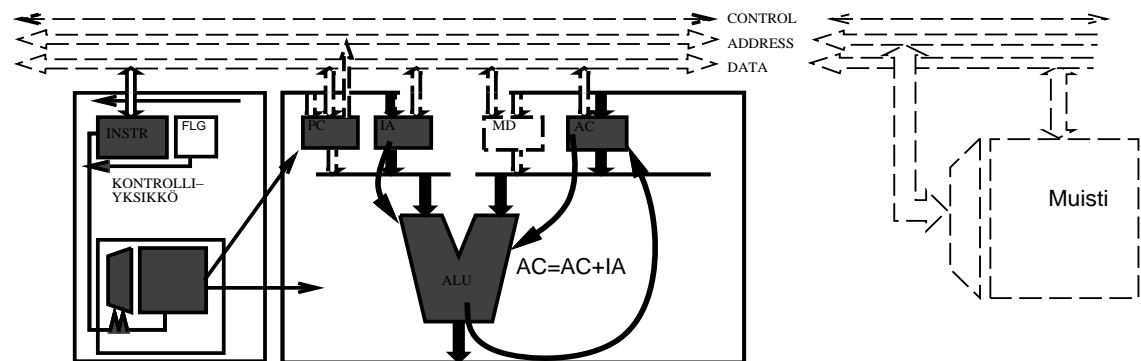 CONTROL
ADDRESS
DATA
INSTR
FLG
PC
IA
MD
AC
KONTROLLI–
YKSIKKÖ
Muisti
AC=AC+IA
ALU